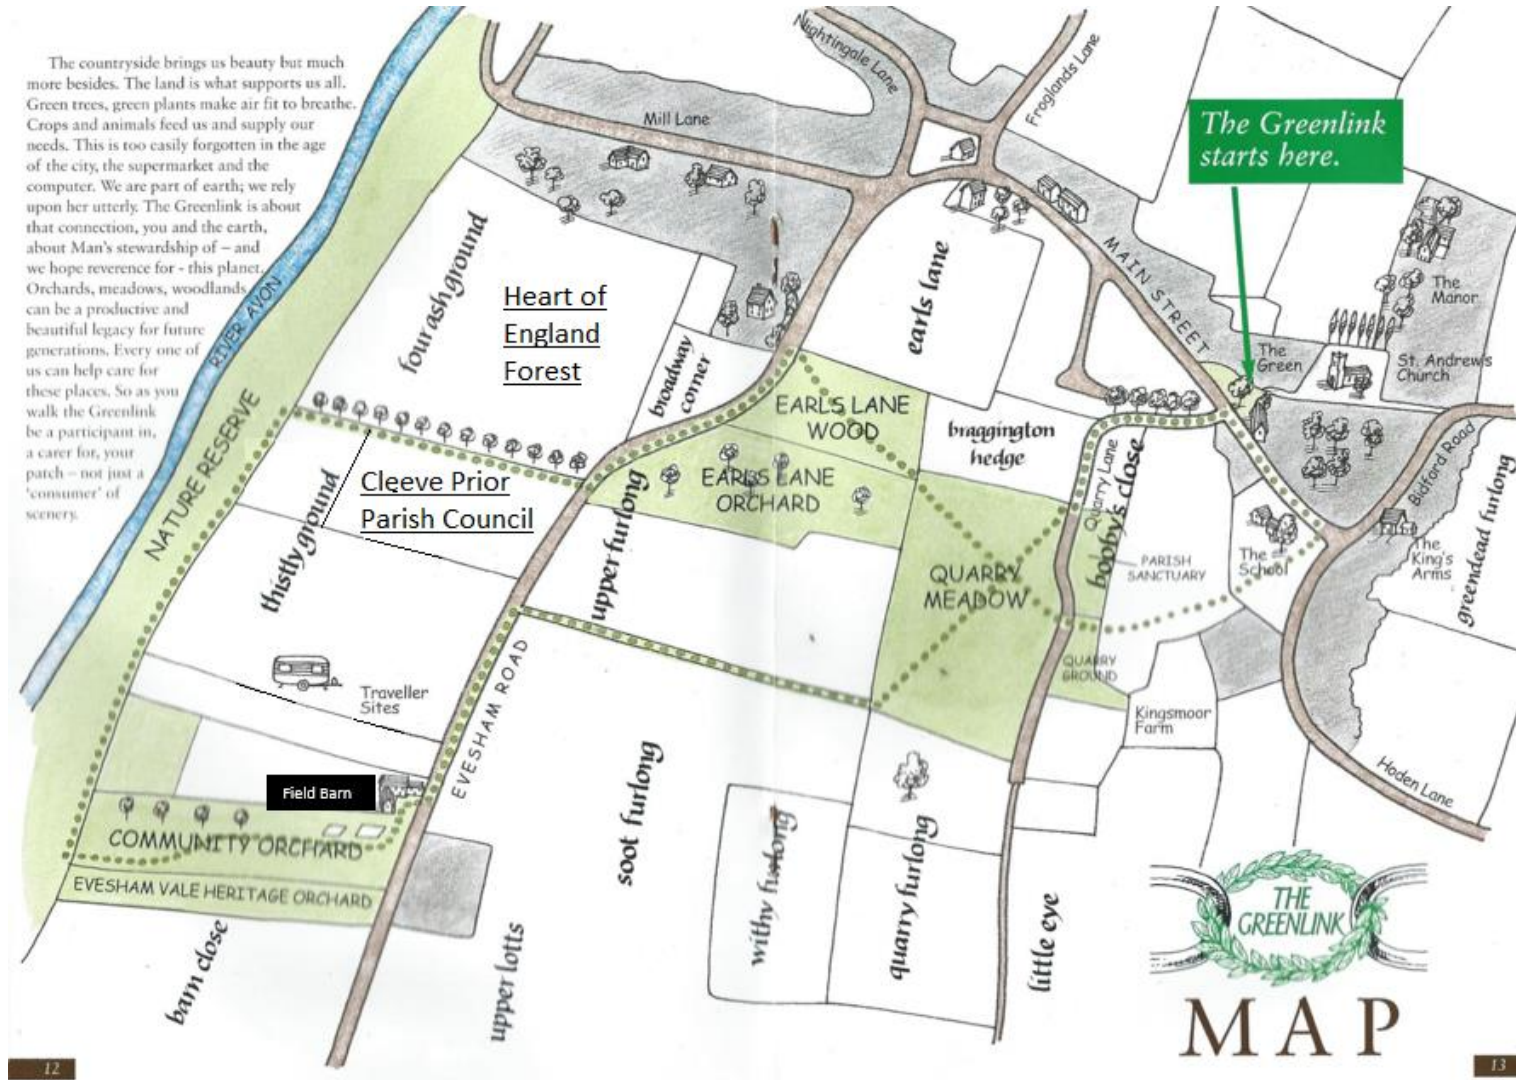 The countryside brings us beauty but much
more besides. The land is what supports us all.
Green trees, green plants make air fit to breathe.
Crops and animals feed us and supply our
needs. This is too easily forgotten in the age
of the city, the supermarket and the
computer. We are part of earth; we rely
upon her utterly. The Greenlink is about
that connection, you and the earth,
about Man's stewardship of – and
we hope reverence for - this planet.
Orchards, meadows, woodlands
can be a productive and
beautiful legacy for future
generations. Every one of
us can help care for
these places. So as you
walk the Greenlink
be a participant in,
a carer for, your
patch – not just a
'consumer' of
scenery.
Nightingale Lane
Froglands Lane
Mill Lane
The Greenlink
starts here.
MAIN STREET
The
Manor
The
Green
St. Andrew's
Church
RIVER AVON
four ash ground
Heart of
England
Forest
earls lane
broadway
corner
EARLS LANE
WOOD
braggington
hedge
Quarry Lane
bobby's close
Bidford Road
greendead furlong
NATURE RESERVE
Cleeve Prior
Parish Council
EARLS LANE
ORCHARD
upper furlong
thistly ground
QUARRY
MEADOW
PARISH
SANCTUARY
The
School
The
King's
Arms
QUARRY
GROUND
Kingsmoor
Farm
Traveller
Sites
EVESHAM ROAD
Hoden Lane
Field Barn
soot furlong
COMMUNITY ORCHARD
EVESHAM VALE HERITAGE ORCHARD
withy furlong
quarry furlong
little eye
barn close
upper lotts
THE
GREENLINK
MAP
12
13